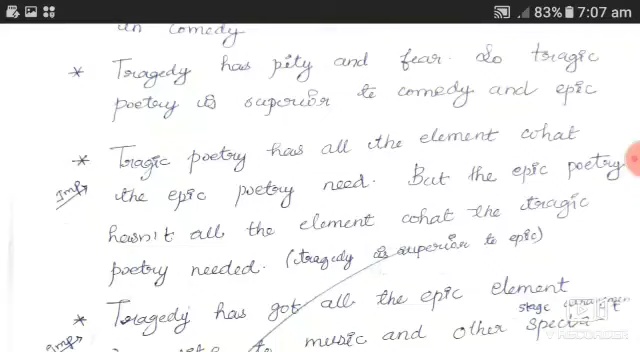 83% 7:07 am
in comedy
* Tragedy has pity and fear. So tragic
poetry is superior to comedy and epic
* Tragic poetry has all the element what
Imp the epic poetry need. But the epic poetry
hasn't all the element what the tragic
poetry needed. (tragedy is superior to epic)
* Tragedy has got all the epic element
stage
Imp music and other